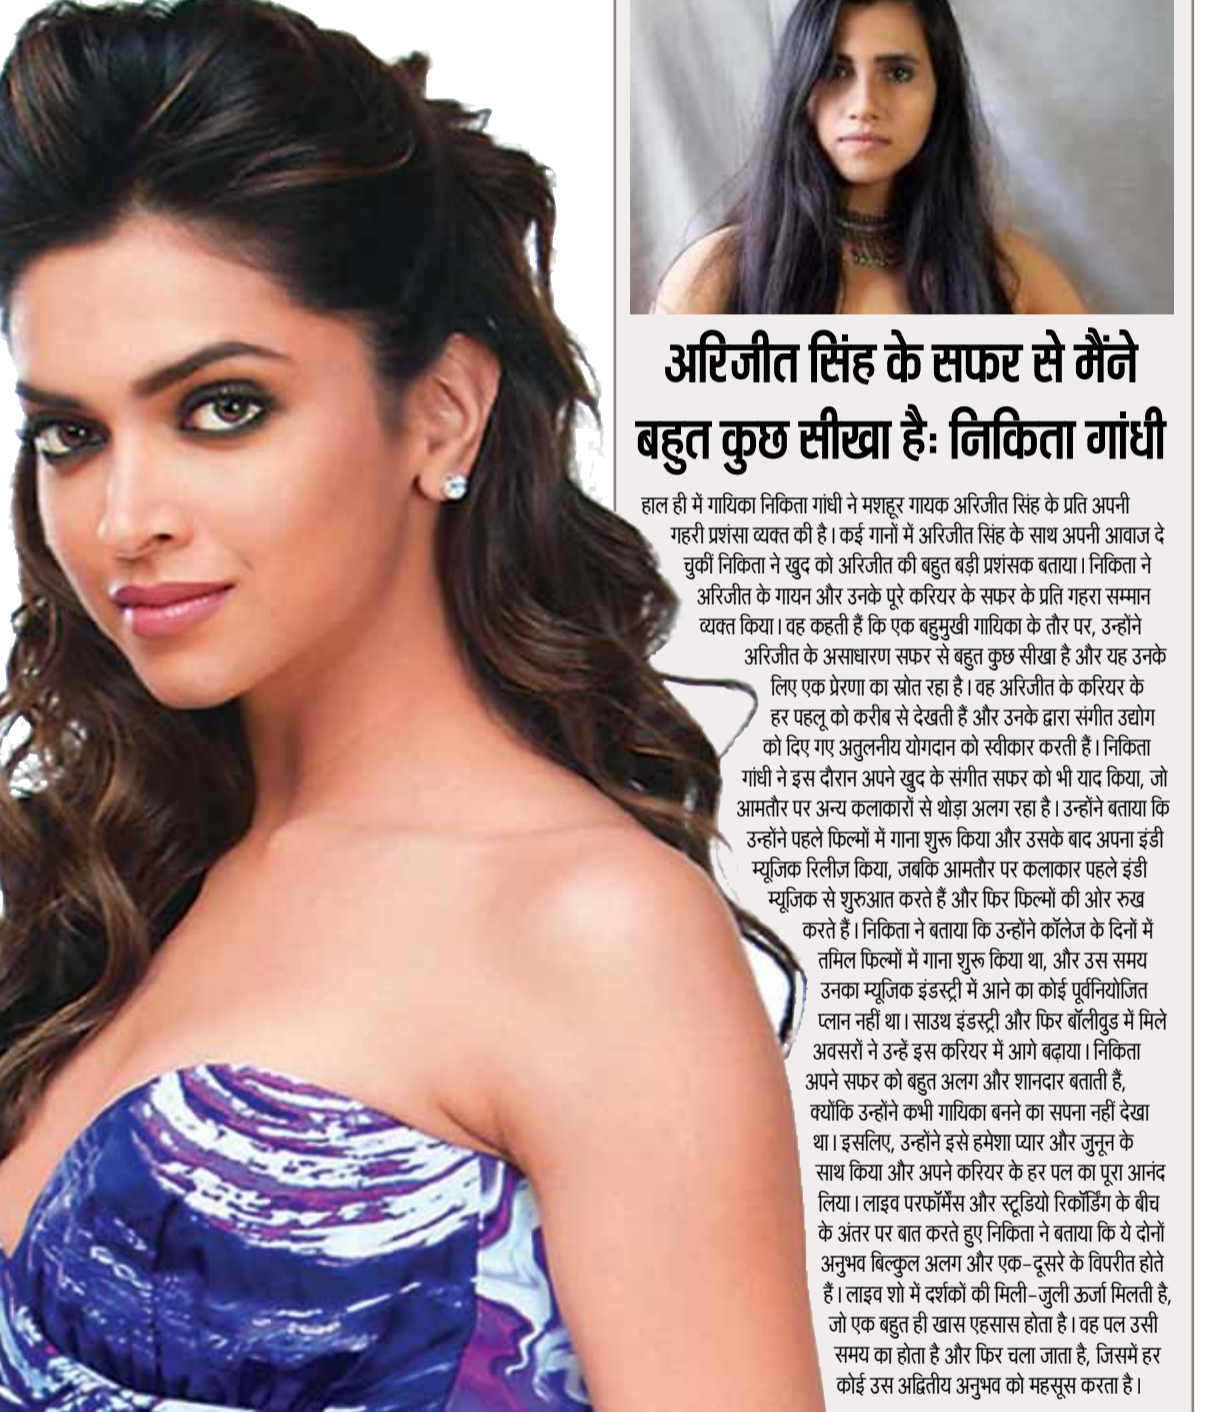 अरिजीत सिंह के सफर से मैंने
बहुत कुछ सीखा है: निकिता गांधी
हाल ही में गायिका निकिता गांधी ने मशहूर गायक अरिजीत सिंह के प्रति अपनी
गहरी प्रशंसा व्यक्त की है। कई गानों में अरिजीत सिंह के साथ अपनी आवाज दे
चुकीं निकिता ने खुद को अरिजीत की बहुत बड़ी प्रशंसक बताया। निकिता ने
अरिजीत के गायन और उनके पूरे करियर के सफर के प्रति गहरा सम्मान
व्यक्त किया। वह कहती हैं कि एक बहुमुखी गायिका के तौर पर, उन्होंने
अरिजीत के असाधारण सफर से बहुत कुछ सीखा है और यह उनके
लिए एक प्रेरणा का स्रोत रहा है। वह अरिजीत के करियर के
हर पहलू को करीब से देखती हैं और उनके द्वारा संगीत उद्योग
को दिए गए अतुलनीय योगदान को स्वीकार करती हैं। निकिता
गांधी ने इस दौरान अपने खुद के संगीत सफर को भी याद किया, जो
आमतौर पर अन्य कलाकारों से थोड़ा अलग रहा है। उन्होंने बताया कि
उन्होंने पहले फिल्मों में गाना शुरू किया और उसके बाद अपना इंडी
म्यूजिक रिलीज किया, जबकि आमतौर पर कलाकार पहले इंडी
म्यूजिक से शुरुआत करते हैं और फिर फिल्मों की ओर रुख
करते हैं। निकिता ने बताया कि उन्होंने कॉलेज के दिनों में
तमिल फिल्मों में गाना शुरू किया था, और उस समय
उनका म्यूजिक इंडस्ट्री में आने का कोई पूर्वनियोजित
प्लान नहीं था। साउथ इंडस्ट्री और फिर बॉलीवुड में मिले
अवसरों ने उन्हें इस करियर में आगे बढ़ाया। निकिता
अपने सफर को बहुत अलग और शानदार बताती हैं,
क्योंकि उन्होंने कभी गायिका बनने का सपना नहीं देखा
था। इसलिए, उन्होंने इसे हमेशा प्यार और जुनून के
साथ किया और अपने करियर के हर पल का पूरा आनंद
लिया। लाइव परफॉर्मेंस और स्टूडियो रिकॉर्डिंग के बीच
के अंतर पर बात करते हुए निकिता ने बताया कि ये दोनों
अनुभव बिल्कुल अलग और एक-दूसरे के विपरीत होते
हैं। लाइव शो में दर्शकों की मिली-जुली ऊर्जा मिलती है,
जो एक बहुत ही खास एहसास होता है। वह पल उसी
समय का होता है और फिर चला जाता है, जिसमें हर
कोई उस अद्वितीय अनुभव को महसूस करता है।